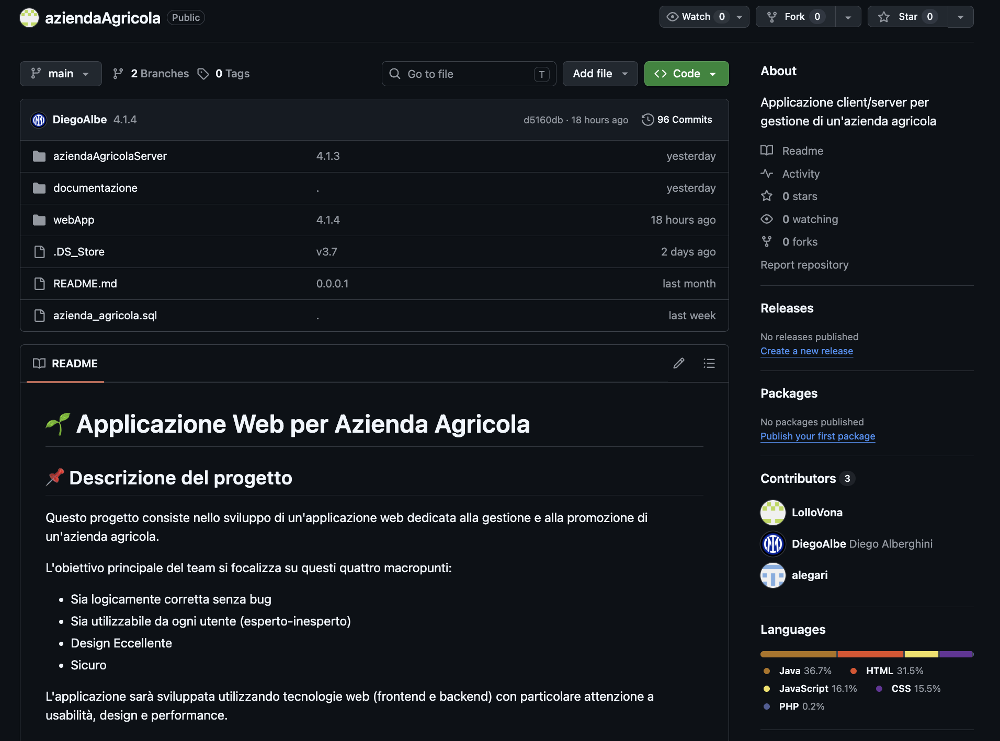 aziendaAgricola Public
Watch 0
Fork 0
Star 0
main
2 Branches
0 Tags
Go to file T
Add file
Code
DiegoAlbe 4.1.4
d5160db · 18 hours ago
96 Commits
aziendaAgricolaServer 4.1.3 yesterday
documentazione . yesterday
webApp 4.1.4 18 hours ago
.DS_Store v3.7 2 days ago
README.md 0.0.0.1 last month
azienda_agricola.sql . last week
README
Applicazione Web per Azienda Agricola
Descrizione del progetto
Questo progetto consiste nello sviluppo di un'applicazione web dedicata alla gestione e alla promozione di
un'azienda agricola.
L'obiettivo principale del team si focalizza su questi quattro macropunti:
• Sia logicamente corretta senza bug
• Sia utilizzabile da ogni utente (esperto-inesperto)
• Design Eccellente
• Sicuro
L'applicazione sarà sviluppata utilizzando tecnologie web (frontend e backend) con particolare attenzione a
usabilità, design e performance.
About
Applicazione client/server per
gestione di un'azienda agricola
Readme
Activity
0 stars
0 watching
0 forks
Report repository
Releases
No releases published
Create a new release
Packages
No packages published
Publish your first package
Contributors 3
LolloVona
DiegoAlbe Diego Alberghini
alegari
Languages
Java 36.7% HTML 31.5%
JavaScript 16.1% CSS 15.5%
PHP 0.2%